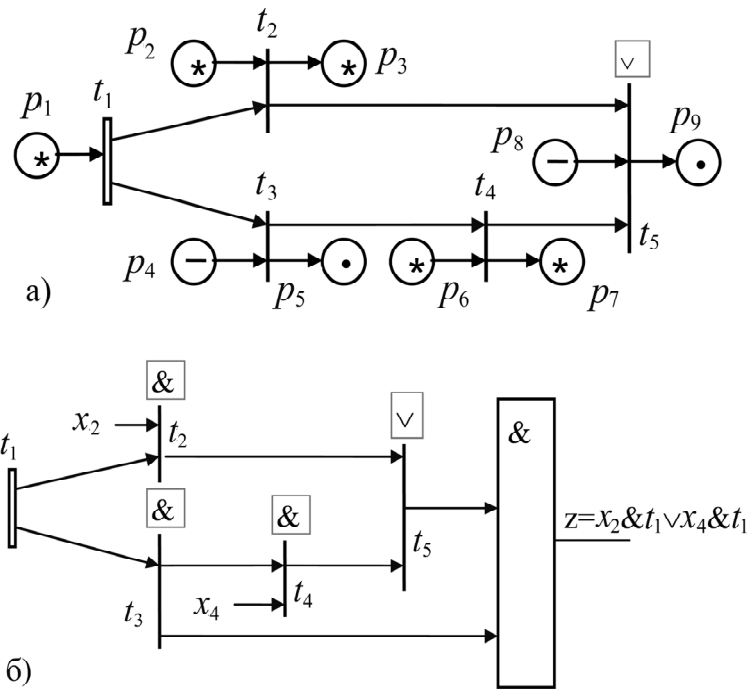 t₂
p₂ * * p₃ ∨
p₁ t₁ p₉
* p₈ – •
t₃ t₄
t₅
p₄ – • * *
p₅ p₆ p₇
а)
&
x₂ t₂ ∨
t₁ &
& & z=x₂&t₁∨x₄&t₁
t₅
t₃ x₄ t₄
б)